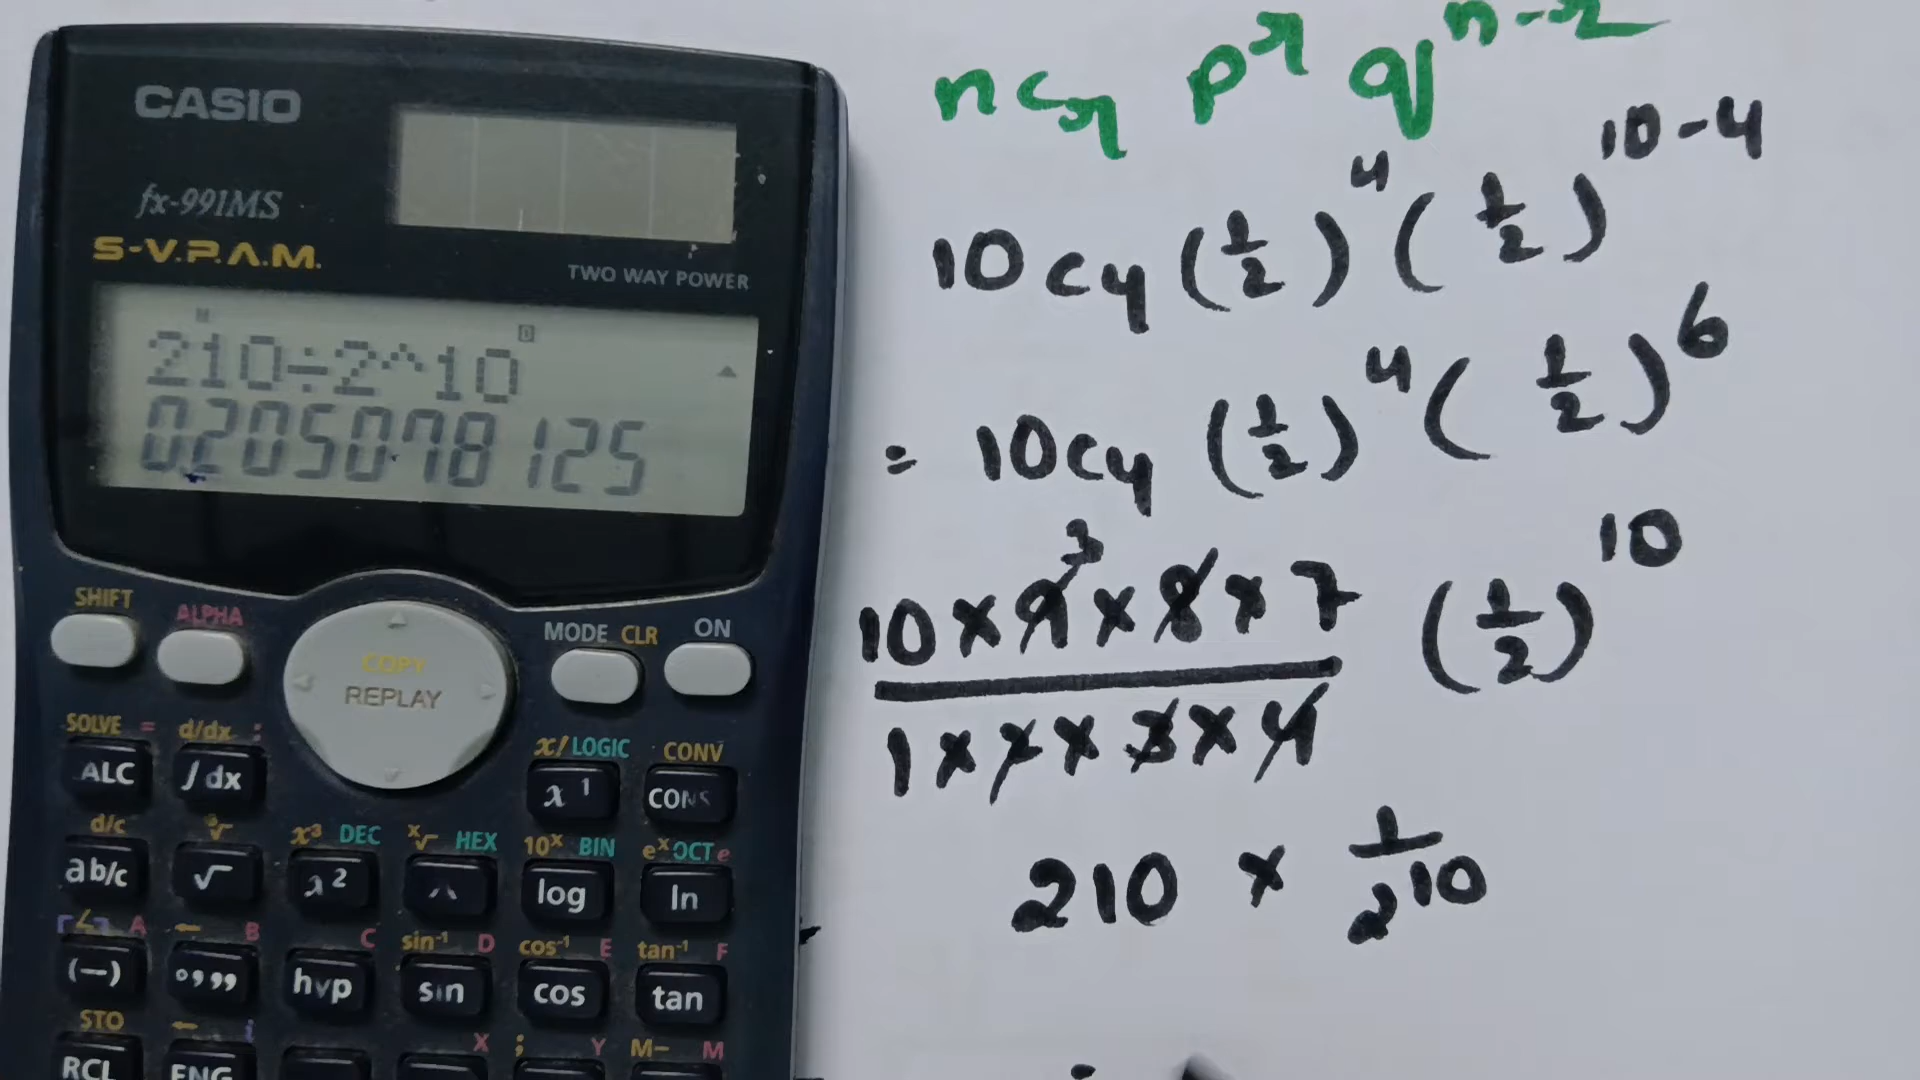 CASIO
fx-991MS
S-V.P.A.M.
TWO WAY POWER
M D
210÷2^10
0.205078125
SHIFT ALPHA MODE CLR ON
COPY
REPLAY
SOLVE = d/dx : x! LOGIC CONV
ALC ∫dx
d/c ³√ x³ DEC ˣ√ HEX 10ˣ BIN eˣ OCT e
ab/c √ x² ^ log ln
A ← B C sin⁻¹ D cos⁻¹ E tan⁻¹ F
(−) °,,, hyp sin cos tan
STO ← i X ; Y M− M
RCL ENG
nCr pʳ qⁿ⁻ʳ
10C4 (1/2)⁴ (1/2)¹⁰⁻⁴
= 10C4 (1/2)⁴ (1/2)⁶
3
10×9×8×7 (1/2)¹⁰
1×2×3×4
210 × 1/2¹⁰